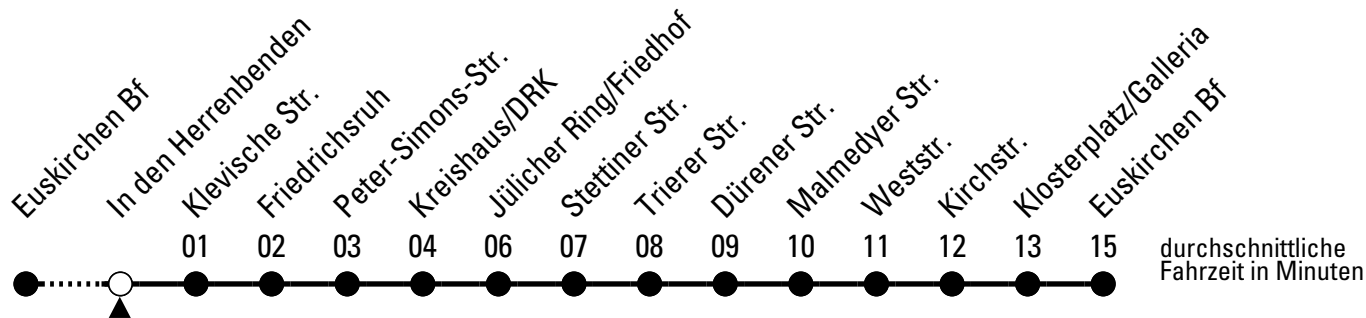 Euskirchen Bf
In den Herrenbenden
Klevische Str.
Friedrichsruh
Peter-Simons-Str.
Kreishaus/DRK
Jülicher Ring/Friedhof
Stettiner Str.
Trierer Str.
Dürener Str.
Malmedyer Str.
Weststr.
Kirchstr.
Klosterplatz/Galleria
Euskirchen Bf
01 02 03 04 06 07 08 09 10 11 12 13 15
durchschnittliche
Fahrzeit in Minuten